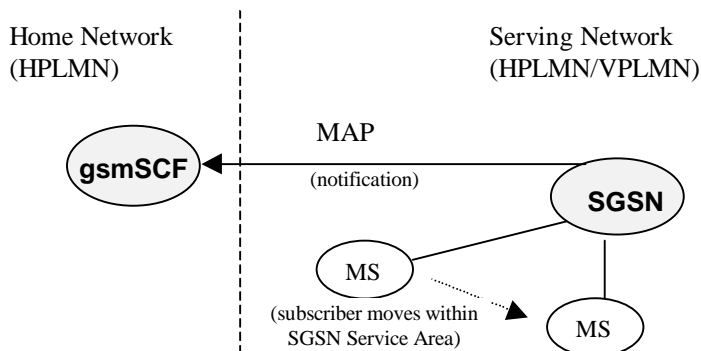 Home Network
(HPLMN)
Serving Network
(HPLMN/VPLMN)
MAP
gsmSCF
(notification)
SGSN
MS
(subscriber moves within
SGSN Service Area)
MS